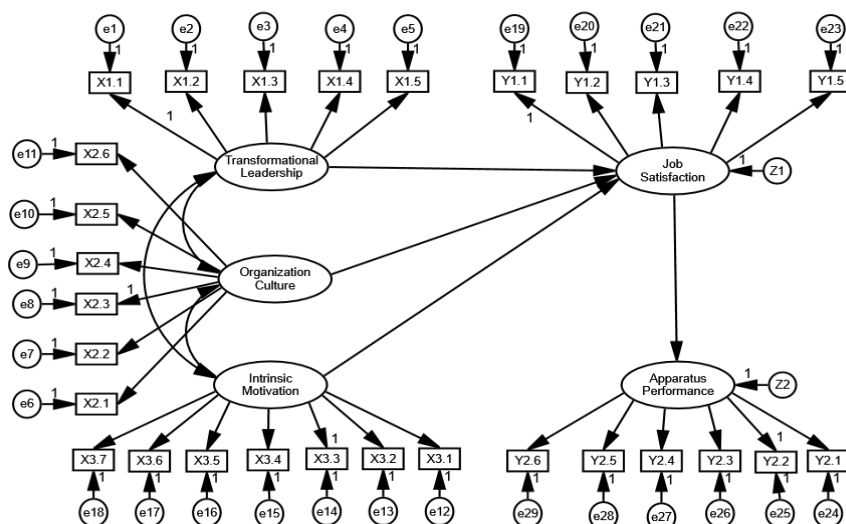 e1 e2 e3 e4 e5 e19 e20 e21 e22 e23
1 1 1 1 1 1 1 1 1 1
X1.1 X1.2 X1.3 X1.4 X1.5 Y1.1 Y1.2 Y1.3 Y1.4 Y1.5
1 1
e11 1 X2.6
Transformational
Leadership
Job
Satisfaction
1 Z1
e10 1 X2.5
e9 1 X2.4
Organization
Culture
e8 1 X2.3 1
e7 1 X2.2
e6 1 X2.1
Intrinsic
Motivation
Apparatus
Performance
1 Z2
1 1
X3.7 X3.6 X3.5 X3.4 X3.3 X3.2 X3.1 Y2.6 Y2.5 Y2.4 Y2.3 Y2.2 Y2.1
1 1 1 1 1 1 1 1 1 1 1 1 1
e18 e17 e16 e15 e14 e13 e12 e29 e28 e27 e26 e25 e24